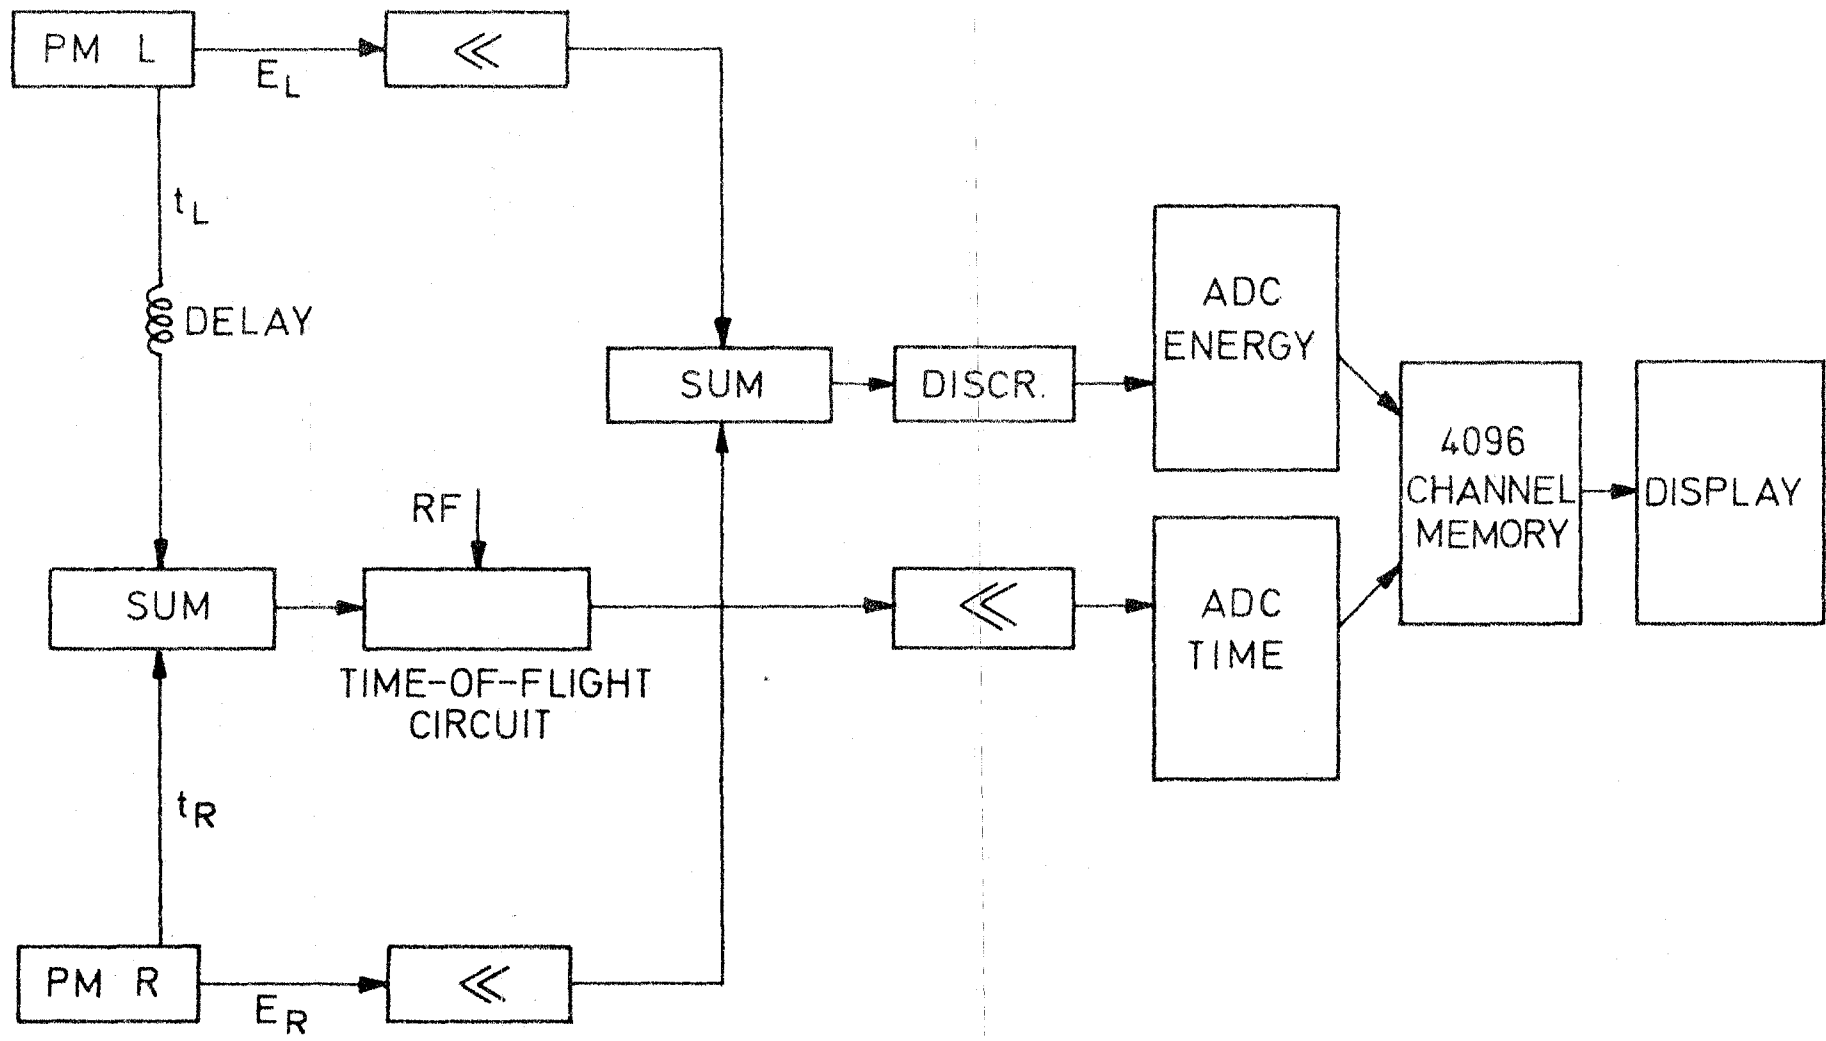 PM L
E_L
≪
t_L
DELAY
SUM
DISCR.
ADC
ENERGY
4096
CHANNEL
MEMORY
DISPLAY
RF
SUM
TIME-OF-FLIGHT
CIRCUIT
≪
ADC
TIME
t_R
PM R
E_R
≪